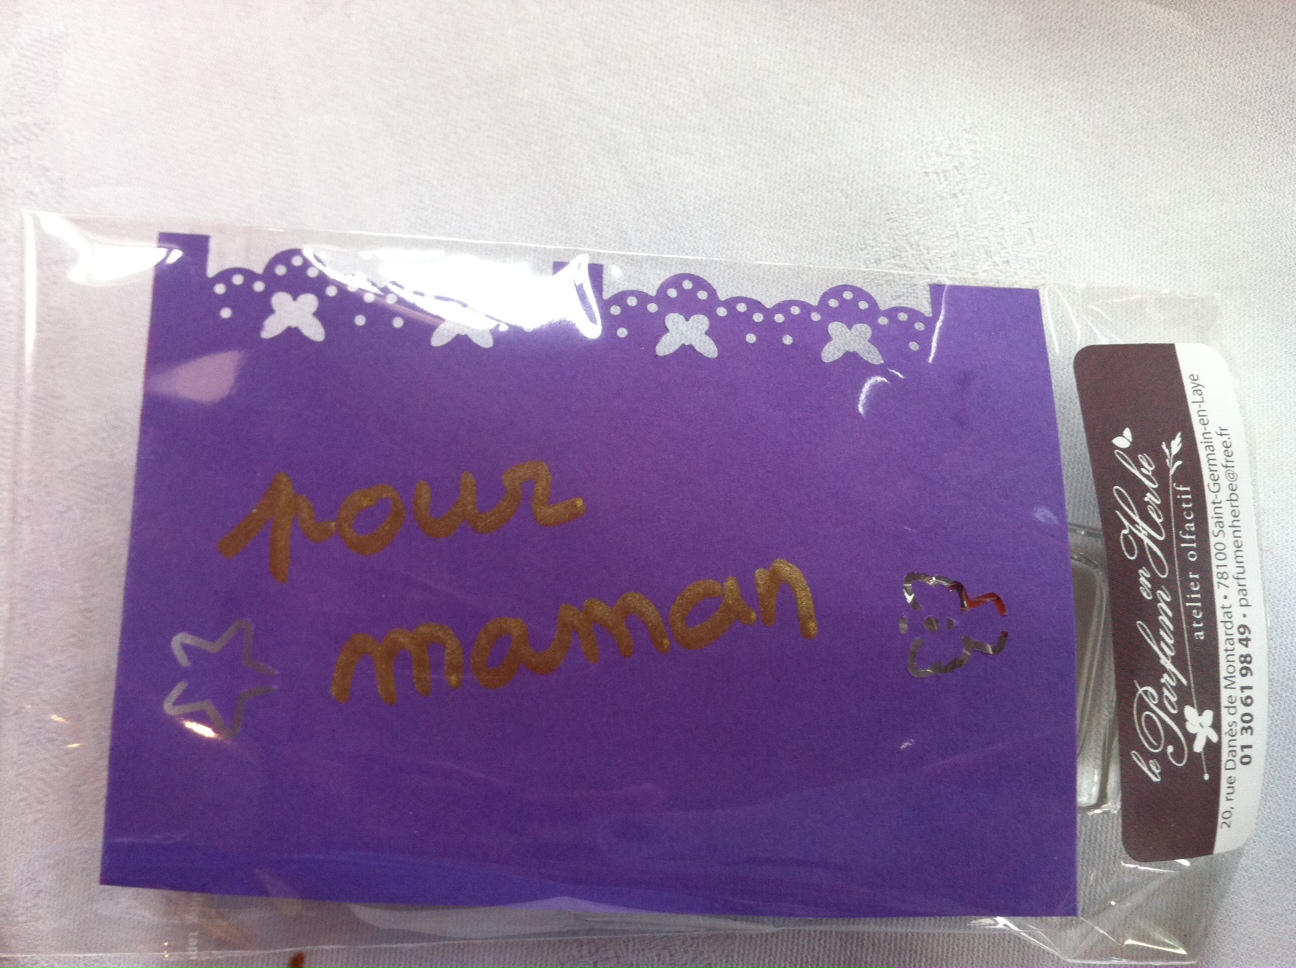 pour
maman
le Parfum en Herbe
atelier olfactif
20, rue Danès de Montardat • 78100 Saint-Germain-en-Laye
01 30 61 98 49 • parfumenherbe@free.fr